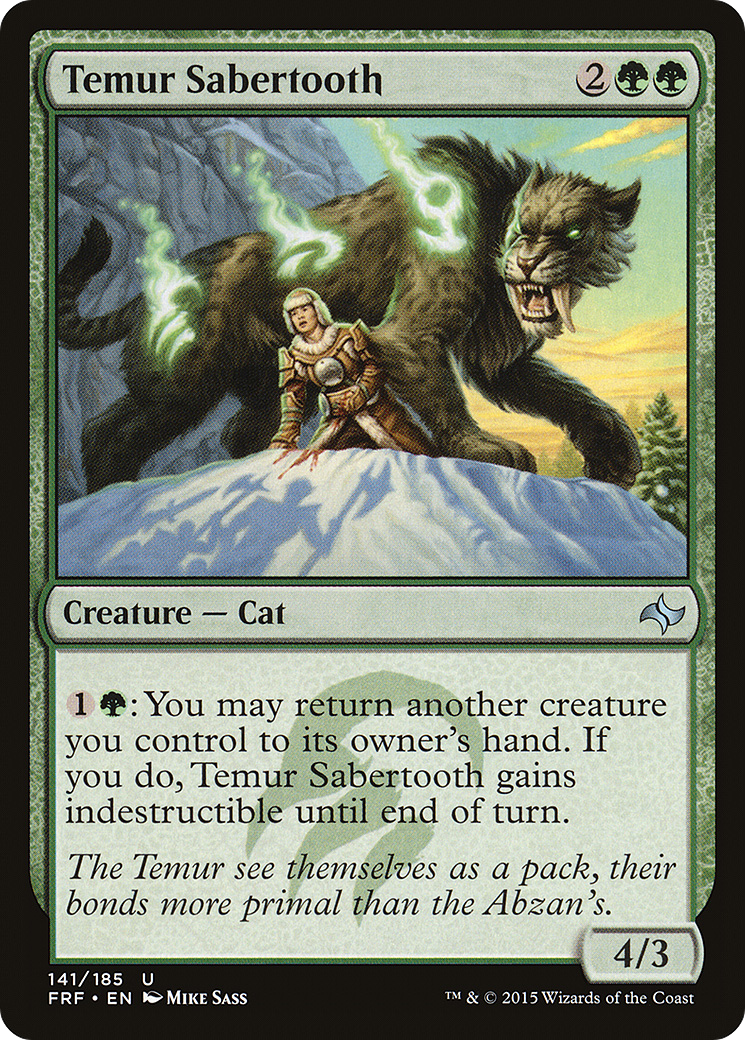 Temur Sabertooth 2
Creature — Cat
1 : You may return another creature
you control to its owner's hand. If
you do, Temur Sabertooth gains
indestructible until end of turn.
The Temur see themselves as a pack, their
bonds more primal than the Abzan's.
4/3
141/185 U
FRF • EN Mike Sass
™ & © 2015 Wizards of the Coast